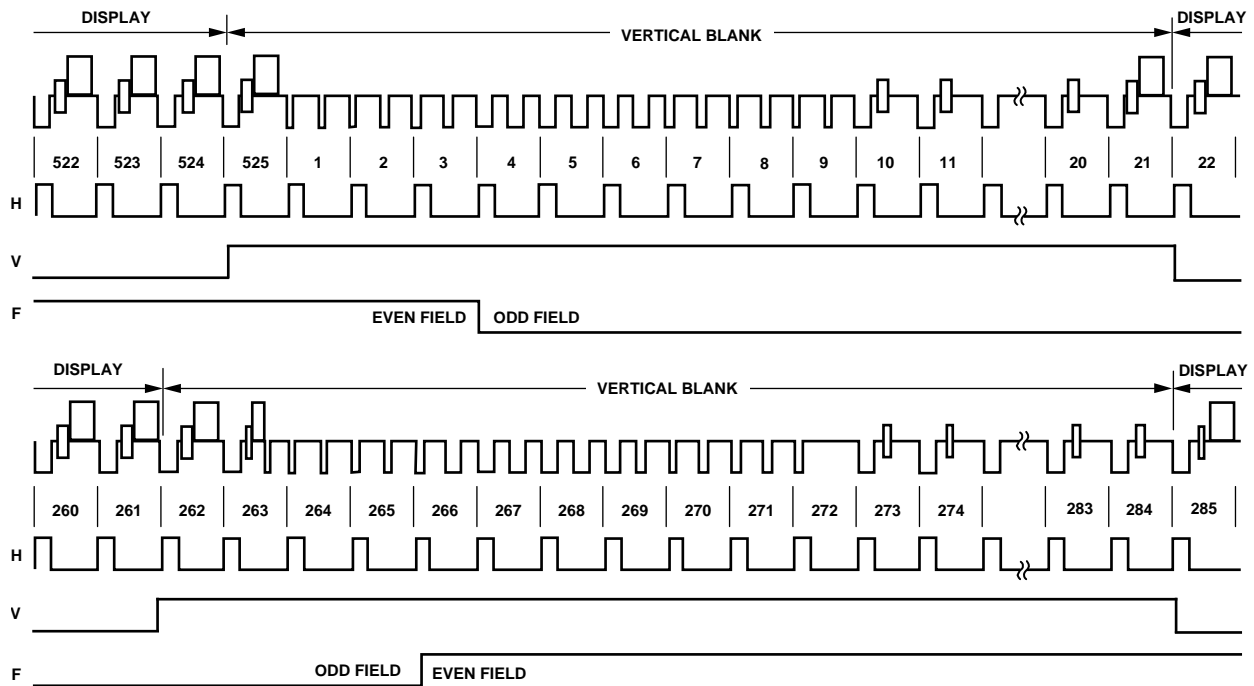 DISPLAY VERTICAL BLANK DISPLAY
522 523 524 525 1 2 3 4 5 6 7 8 9 10 11 20 21 22
H
V
F
EVEN FIELD ODD FIELD
DISPLAY VERTICAL BLANK DISPLAY
260 261 262 263 264 265 266 267 268 269 270 271 272 273 274 283 284 285
H
V
F
ODD FIELD EVEN FIELD